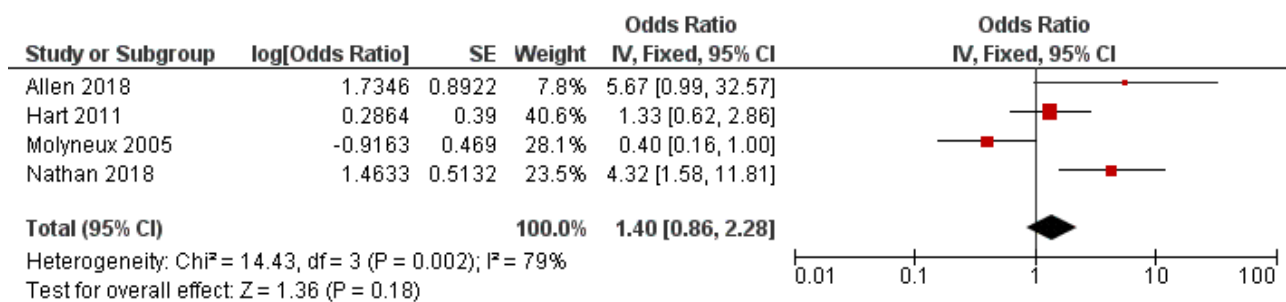 Odds Ratio Odds Ratio
Study or Subgroup log[Odds Ratio] SE Weight IV, Fixed, 95% CI IV, Fixed, 95% CI
Allen 2018 1.7346 0.8922 7.8% 5.67 [0.99, 32.57]
Hart 2011 0.2864 0.39 40.6% 1.33 [0.62, 2.86]
Molyneux 2005 -0.9163 0.469 28.1% 0.40 [0.16, 1.00]
Nathan 2018 1.4633 0.5132 23.5% 4.32 [1.58, 11.81]
Total (95% CI) 100.0% 1.40 [0.86, 2.28]
Heterogeneity: Chi² = 14.43, df = 3 (P = 0.002); I² = 79%
Test for overall effect: Z = 1.36 (P = 0.18)
0.01 0.1 1 10 100